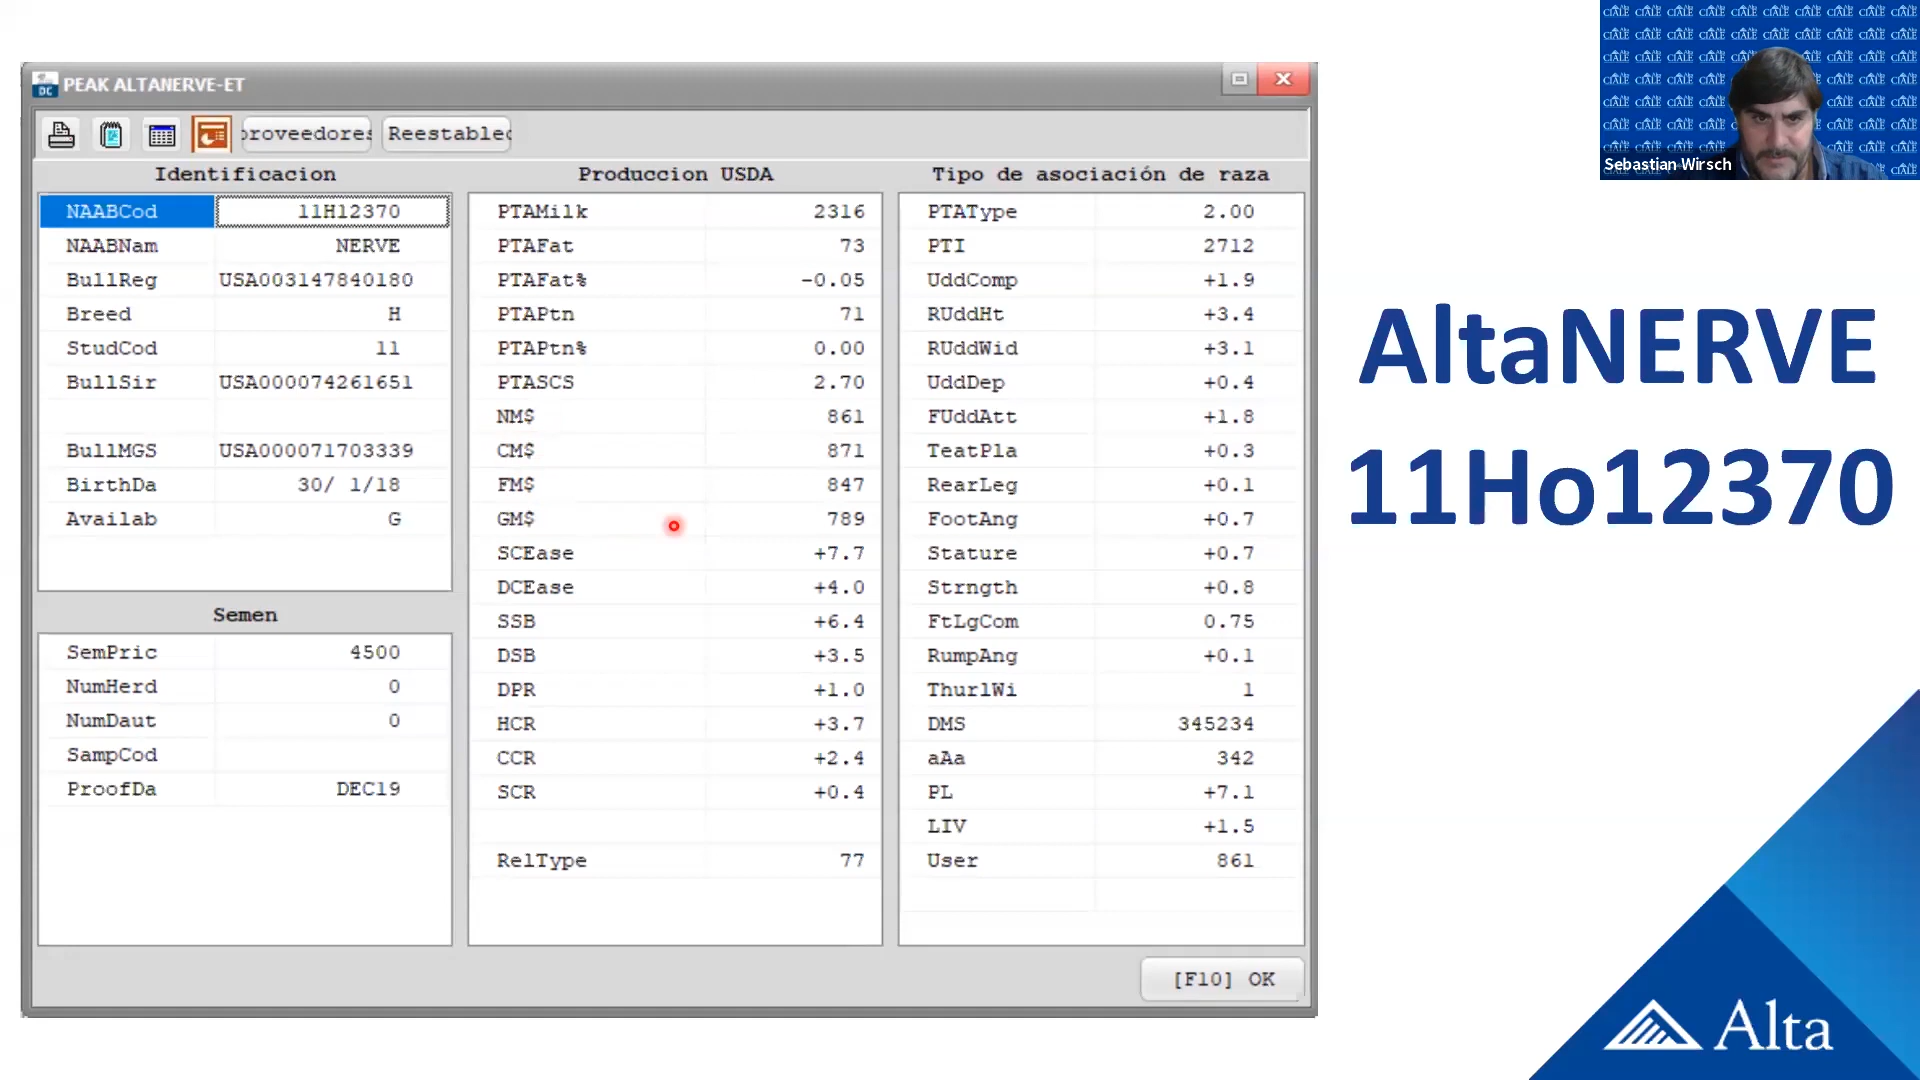 PEAK ALTANERVE-ET
DC
proveedores
Reestablec
Identificacion
NAABCod 11H12370
NAABNam NERVE
BullReg USA003147840180
Breed H
StudCod 11
BullSir USA000074261651
BullMGS USA000071703339
BirthDa 30/ 1/18
Availab G
Semen
SemPric 4500
NumHerd 0
NumDaut 0
SampCod
ProofDa DEC19
Produccion USDA
PTAMilk 2316
PTAFat 73
PTAFat% -0.05
PTAPtn 71
PTAPtn% 0.00
PTASCS 2.70
NM$ 861
CM$ 871
FM$ 847
GM$ 789
SCEase +7.7
DCEase +4.0
SSB +6.4
DSB +3.5
DPR +1.0
HCR +3.7
CCR +2.4
SCR +0.4
RelType 77
Tipo de asociación de raza
PTAType 2.00
PTI 2712
UddComp +1.9
RUddHt +3.4
RUddWid +3.1
UddDep +0.4
FUddAtt +1.8
TeatPla +0.3
RearLeg +0.1
FootAng +0.7
Stature +0.7
Strngth +0.8
FtLgCom 0.75
RumpAng +0.1
ThurlWi 1
DMS 345234
aAa 342
PL +7.1
LIV +1.5
User 861
[F10] OK
Sebastian Wirsch
AltaNERVE
11Ho12370
Alta